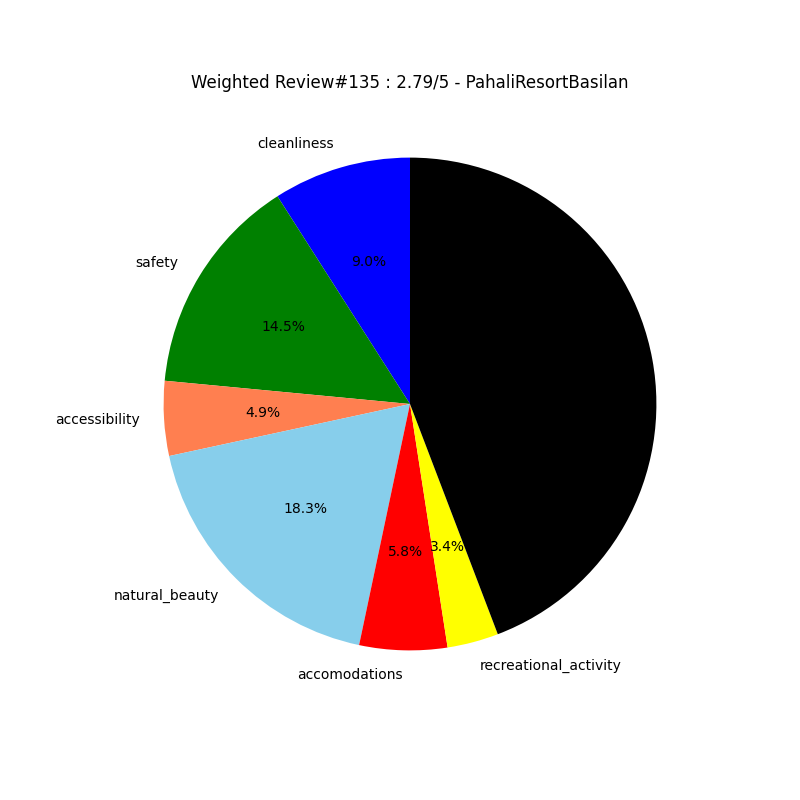 Weighted Review#135 : 2.79/5 - PahaliResortBasilan
cleanliness
9.0%
safety
14.5%
accessibility
4.9%
natural_beauty
18.3%
accomodations
5.8%
recreational_activity
3.4%